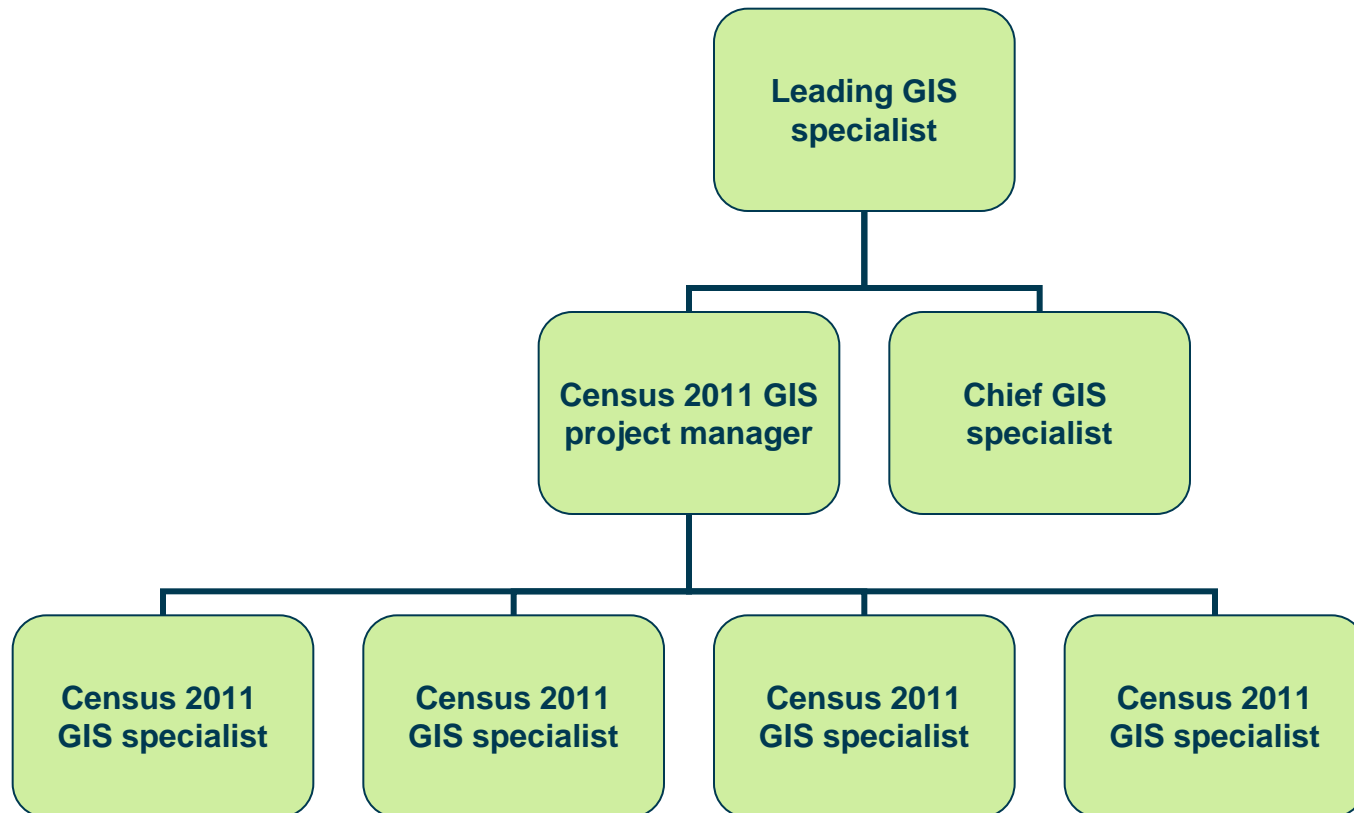 Leading GIS
specialist
Census 2011 GIS
project manager
Chief GIS
specialist
Census 2011
GIS specialist
Census 2011
GIS specialist
Census 2011
GIS specialist
Census 2011
GIS specialist